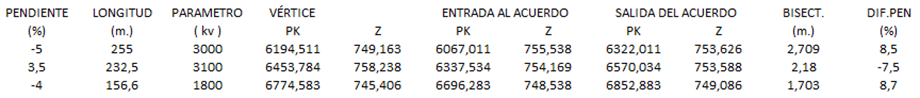 PENDIENTE LONGITUD PARAMETRO VÉRTICE ENTRADA AL ACUERDO SALIDA DEL ACUERDO BISECT. DIF.PEN
(%) (m.) ( kv ) PK Z PK Z PK Z (m.) (%)
-5 255 3000 6194,511 749,163 6067,011 755,538 6322,011 753,626 2,709 8,5
3,5 232,5 3100 6453,784 758,238 6337,534 754,169 6570,034 753,588 2,18 -7,5
-4 156,6 1800 6774,583 745,406 6696,283 748,538 6852,883 749,086 1,703 8,7